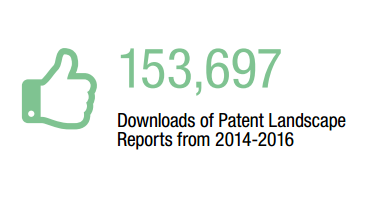 153,697
Downloads of Patent Landscape
Reports from 2014-2016